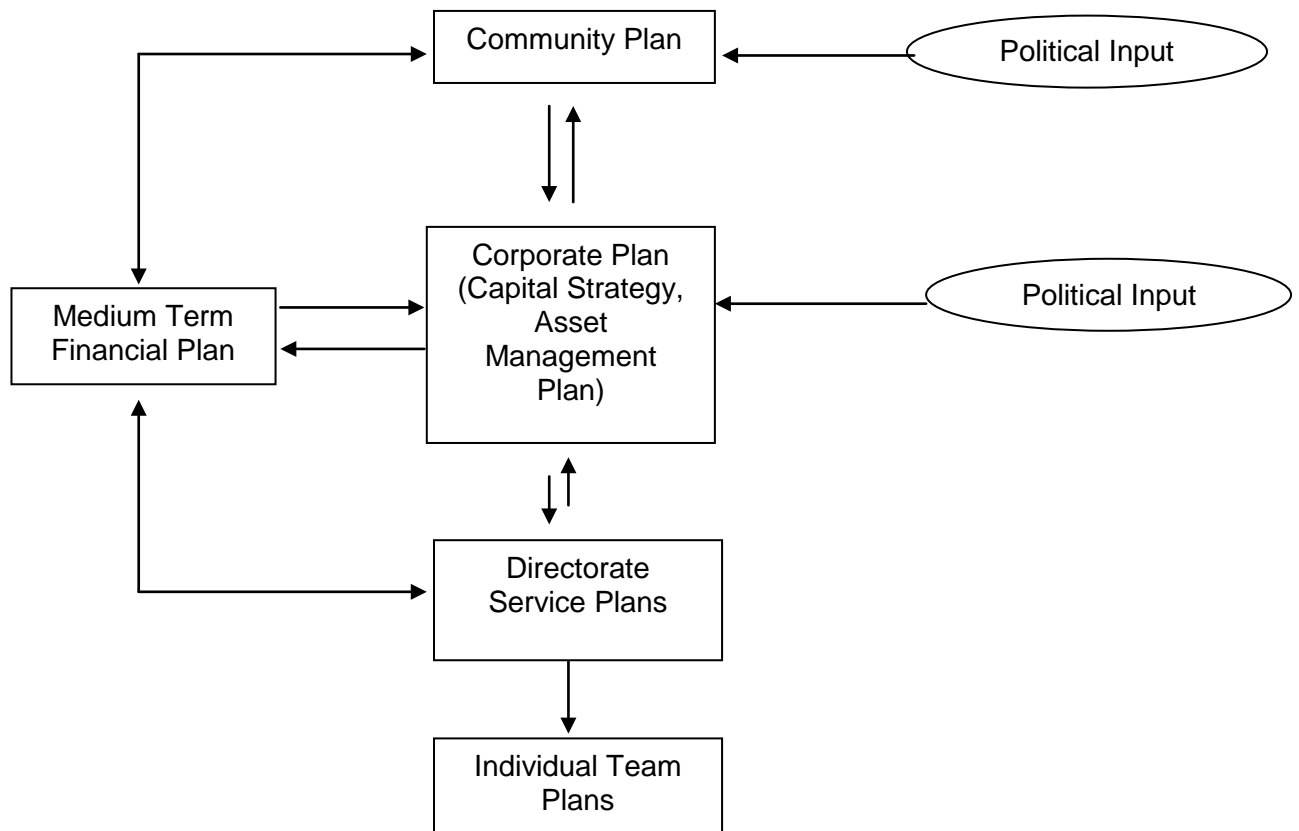 Community Plan
Political Input
Corporate Plan
(Capital Strategy,
Asset
Management
Plan)
Political Input
Medium Term
Financial Plan
Directorate
Service Plans
Individual Team
Plans